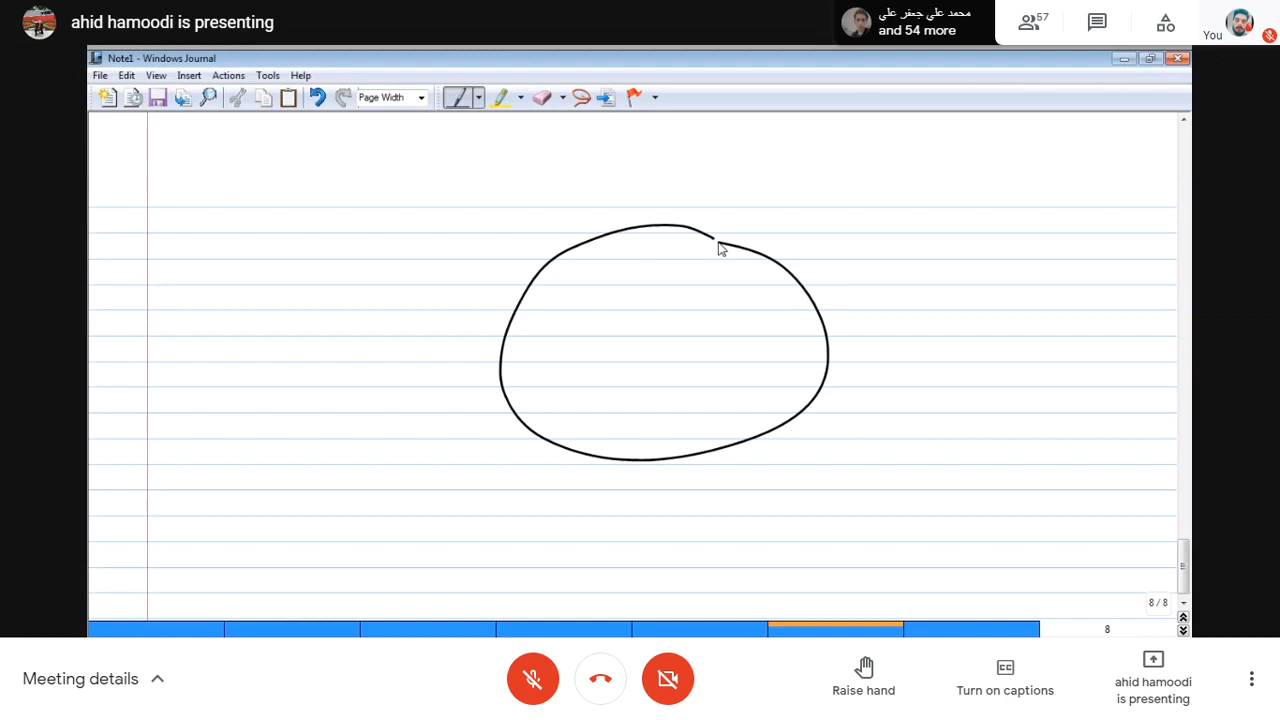 ahid hamoodi is presenting
محمد علي جعفر علي
and 54 more
57
You
Note1 - Windows Journal
File Edit View Insert Actions Tools Help
Page Width
8 / 8
8
Meeting details
Raise hand
Turn on captions
ahid hamoodi
is presenting